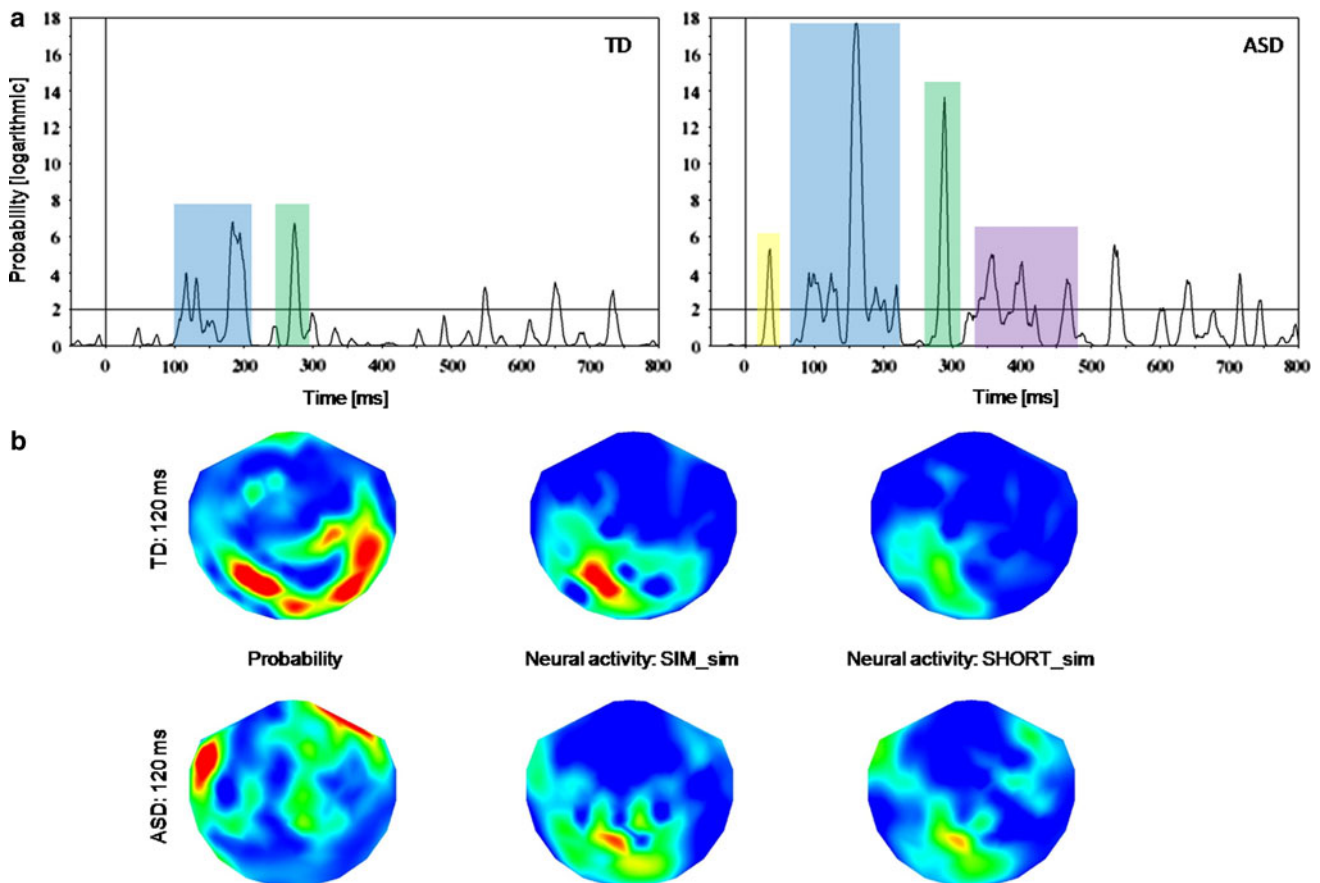 a
TD
ASD
Probability [logarithmic]
18
16
14
12
10
8
6
4
2
0
0 100 200 300 400 500 600 700 800
Time [ms]
18
16
14
12
10
8
6
4
2
0
0 100 200 300 400 500 600 700 800
Time [ms]
b
TD: 120 ms
Probability
Neural activity: SIM_sim
Neural activity: SHORT_sim
ASD: 120 ms